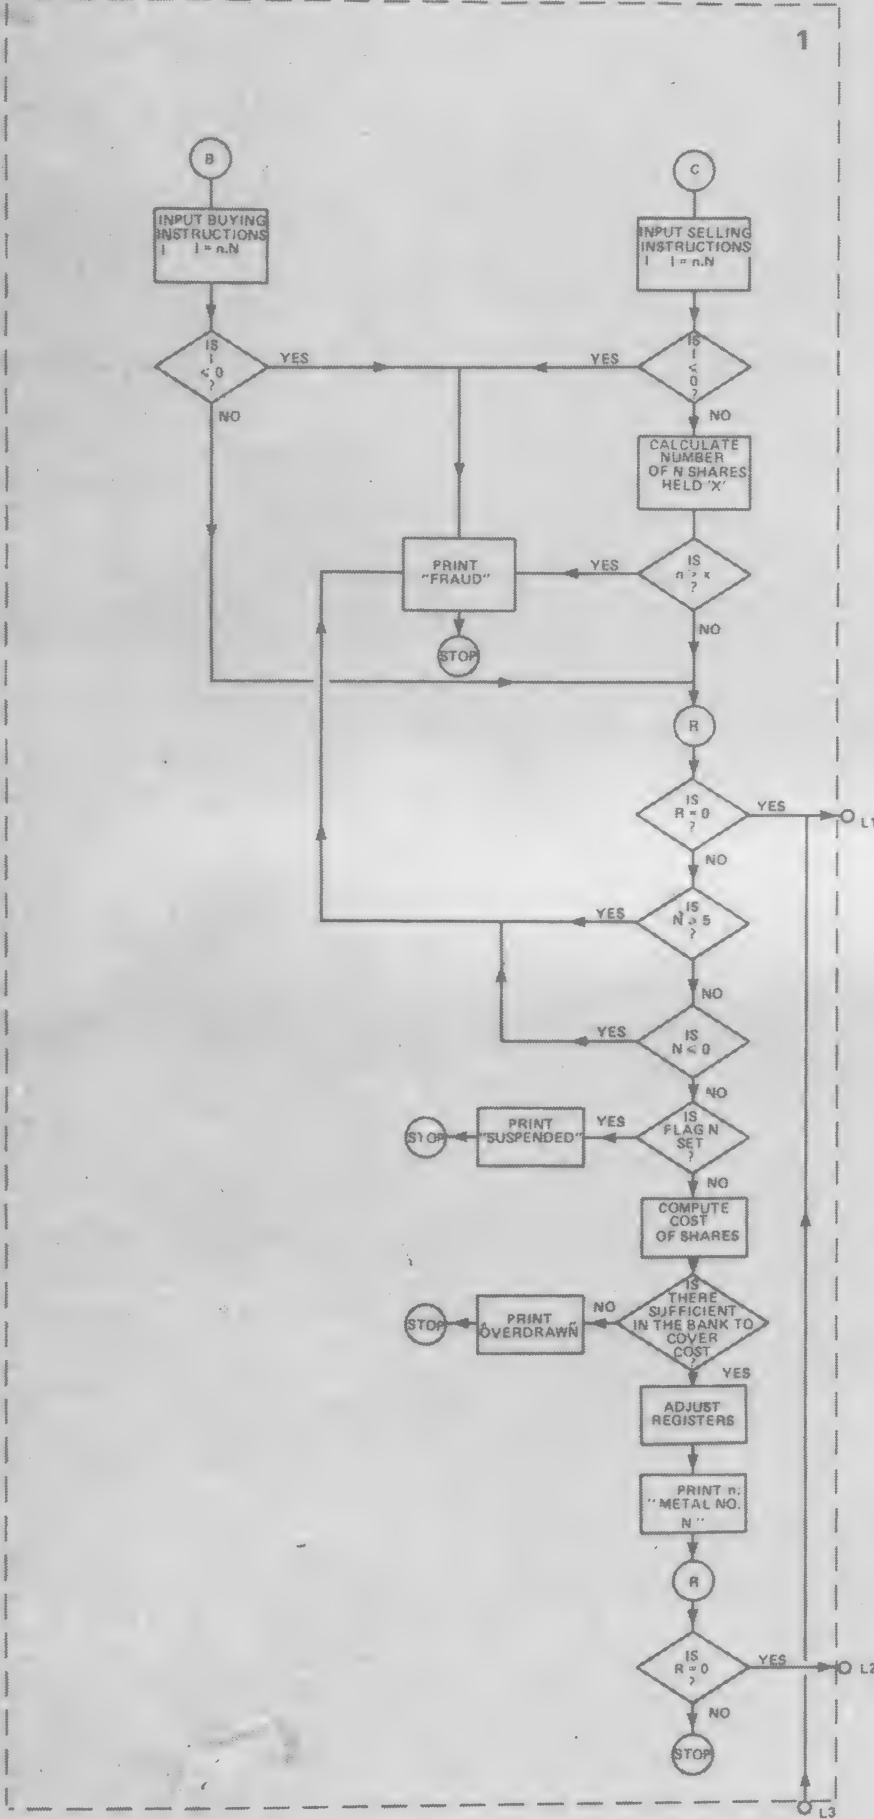 1
B
C
INPUT BUYING
INSTRUCTIONS
I I = n.N
INPUT SELLING
INSTRUCTIONS
I I = n.N
IS
I
< 0
?
YES
NO
YES
IS
I
<
0
?
NO
CALCULATE
NUMBER
OF N SHARES
HELD 'X'
PRINT
"FRAUD"
YES
IS
n > x
?
NO
STOP
R
IS
R = 0
?
YES
L1
NO
YES
IS
N > 5
?
NO
YES
IS
N < 0
NO
STOP
PRINT
"SUSPENDED"
YES
IS
FLAG N
SET
?
NO
COMPUTE
COST
OF SHARES
STOP
PRINT
"OVERDRAWN"
NO
IS
THERE
SUFFICIENT
IN THE BANK TO
COVER
COST
?
YES
ADJUST
REGISTERS
PRINT n.
"METAL NO.
N"
R
IS
R = 0
?
YES
L2
NO
STOP
L3